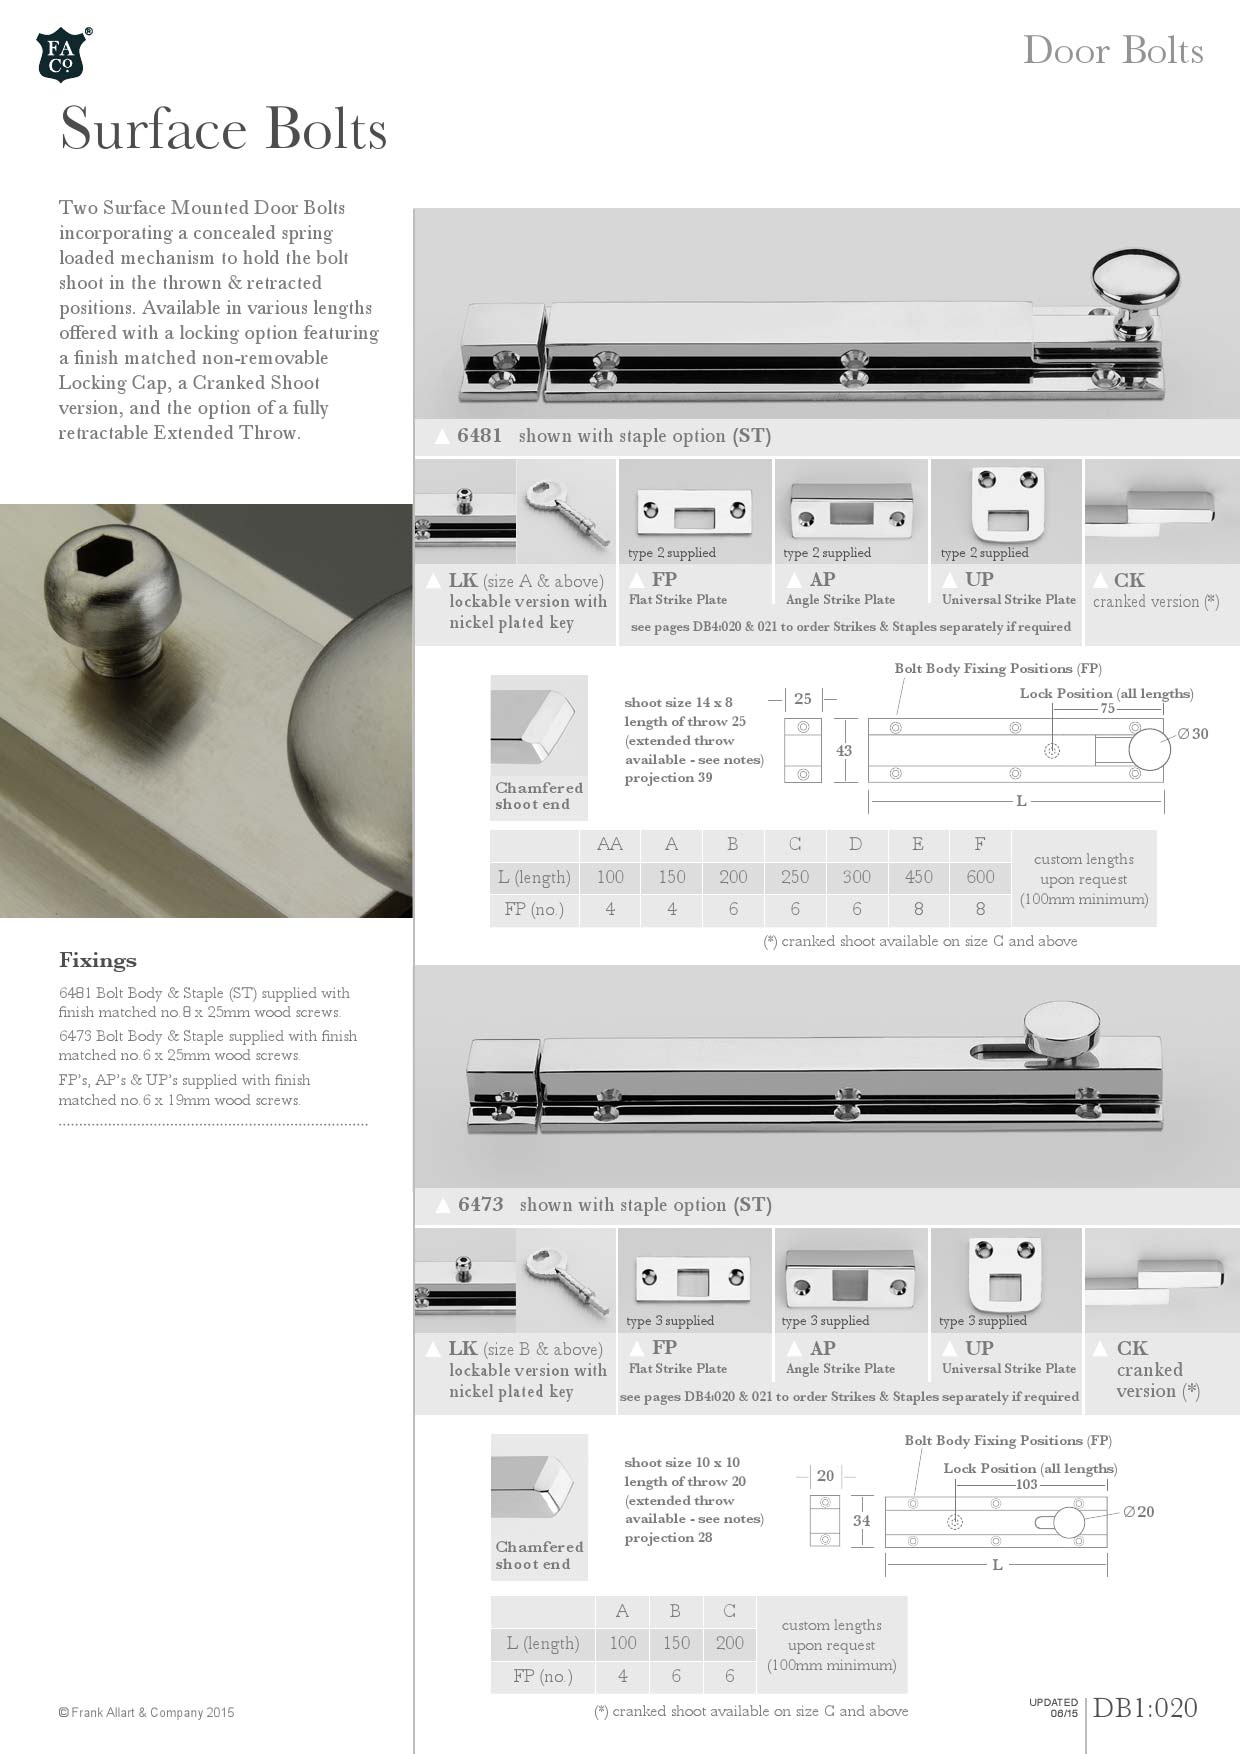 FA
Co.
®
Door Bolts
Surface Bolts
Two Surface Mounted Door Bolts
incorporating a concealed spring
loaded mechanism to hold the bolt
shoot in the thrown & retracted
positions. Available in various lengths
offered with a locking option featuring
a finish matched non-removable
Locking Cap, a Cranked Shoot
version, and the option of a fully
retractable Extended Throw.
6481 shown with staple option (ST)
type 2 supplied
type 2 supplied
type 2 supplied
LK (size A & above)
lockable version with
nickel plated key
FP
Flat Strike Plate
AP
Angle Strike Plate
UP
Universal Strike Plate
see pages DB4:020 & 021 to order Strikes & Staples separately if required
CK
cranked version (*)
Chamfered
shoot end
shoot size 14 x 8
length of throw 25
(extended throw
available - see notes)
projection 39
Bolt Body Fixing Positions (FP)
Lock Position (all lengths)
25
75
Ø30
43
L
AA A B C D E F
L (length) 100 150 200 250 300 450 600
FP (no.) 4 4 6 6 6 8 8
custom lengths
upon request
(100mm minimum)
(*) cranked shoot available on size C and above
Fixings
6481 Bolt Body & Staple (ST) supplied with
finish matched no.8 x 25mm wood screws.
6473 Bolt Body & Staple supplied with finish
matched no.6 x 25mm wood screws.
FP's, AP's & UP's supplied with finish
matched no.6 x 19mm wood screws.
6473 shown with staple option (ST)
type 3 supplied
type 3 supplied
type 3 supplied
LK (size B & above)
lockable version with
nickel plated key
FP
Flat Strike Plate
AP
Angle Strike Plate
UP
Universal Strike Plate
see pages DB4:020 & 021 to order Strikes & Staples separately if required
CK
cranked
version (*)
Chamfered
shoot end
shoot size 10 x 10
length of throw 20
(extended throw
available - see notes)
projection 28
Bolt Body Fixing Positions (FP)
Lock Position (all lengths)
20
103
Ø20
34
L
A B C
L (length) 100 150 200
FP (no.) 4 6 6
custom lengths
upon request
(100mm minimum)
(*) cranked shoot available on size C and above
© Frank Allart & Company 2015
UPDATED
06/15
DB1:020